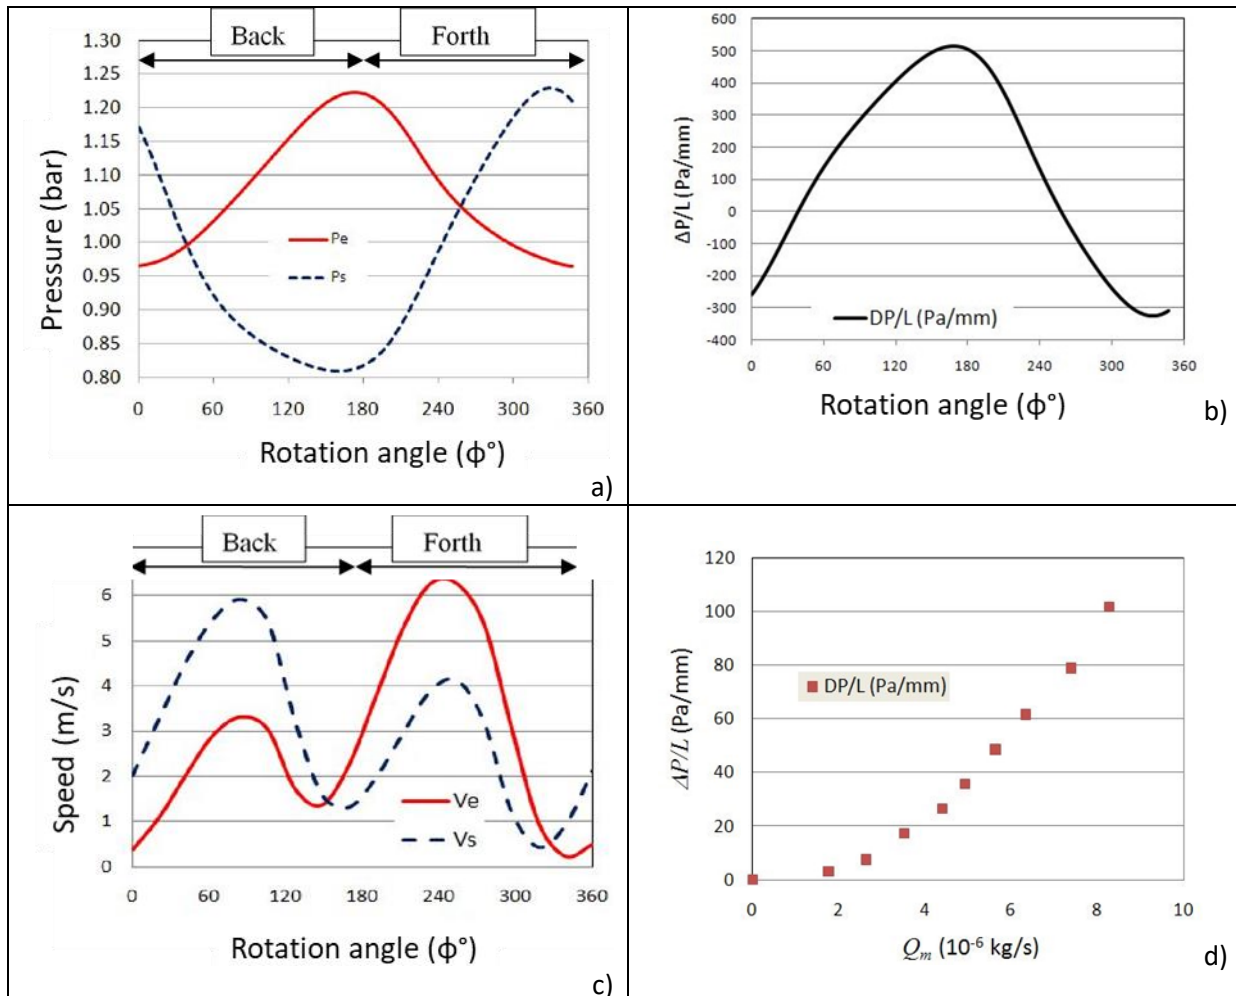 Back Forth
1.30
1.25
1.20
1.15
1.10
1.05
1.00
0.95
0.90
0.85
0.80
Pressure (bar)
Pe
Ps
0 60 120 180 240 300 360
Rotation angle (ϕ°)
a)
600
500
400
300
200
100
0
-100
-200
-300
-400
ΔP/L (Pa/mm)
DP/L (Pa/mm)
0 60 120 180 240 300 360
Rotation angle (ϕ°)
b)
Back Forth
6
5
4
3
2
1
0
Speed (m/s)
Ve
Vs
0 60 120 180 240 300 360
Rotation angle (ϕ°)
c)
120
100
80
60
40
20
0
ΔP/L (Pa/mm)
DP/L (Pa/mm)
0 2 4 6 8 10
Qm (10-6 kg/s)
d)